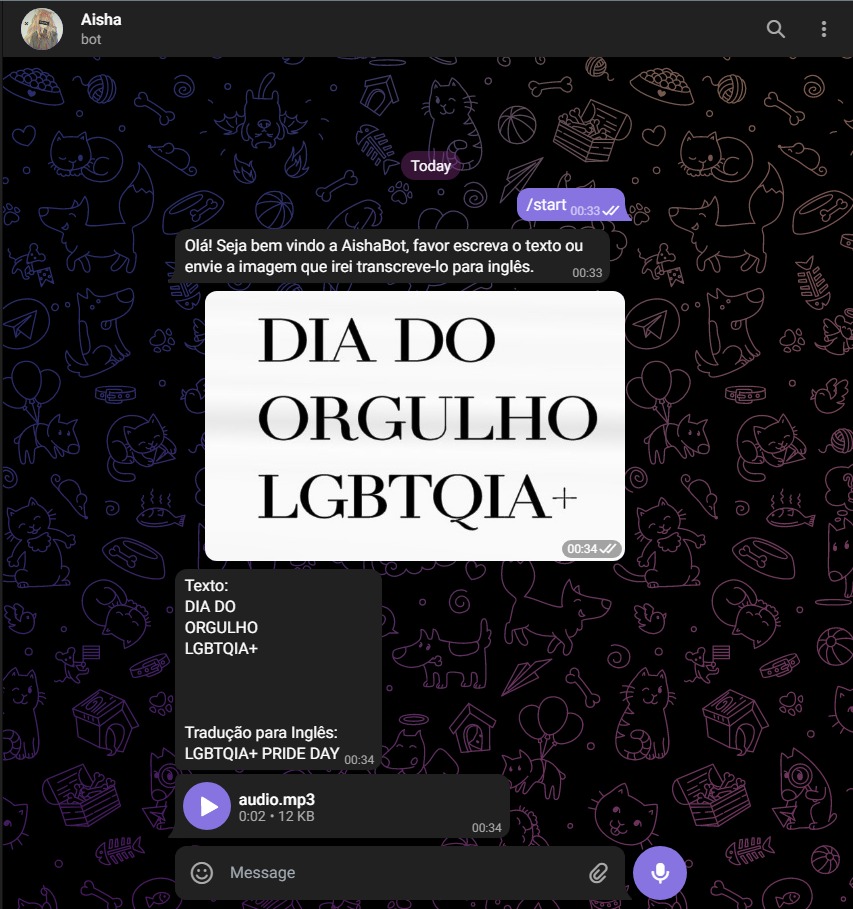 Aisha
bot
Today
/start 00:33
Olá! Seja bem vindo a AishaBot, favor escreva o texto ou
envie a imagem que irei transcreve-lo para inglês. 00:33
DIA DO
ORGULHO
LGBTQIA+
00:34
Texto:
DIA DO
ORGULHO
LGBTQIA+
Tradução para Inglês:
LGBTQIA+ PRIDE DAY 00:34
audio.mp3
0:02 • 12 KB
00:34
Message